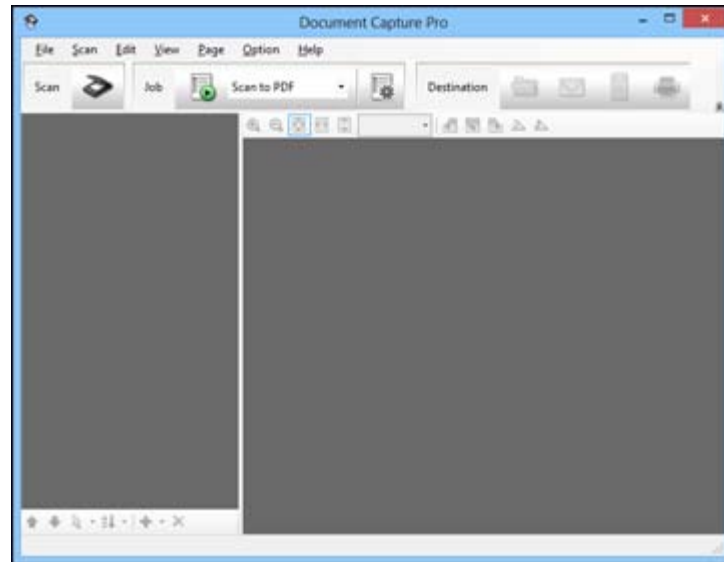 Document Capture Pro
File Scan Edit View Page Option Help
Scan Job Scan to PDF Destination